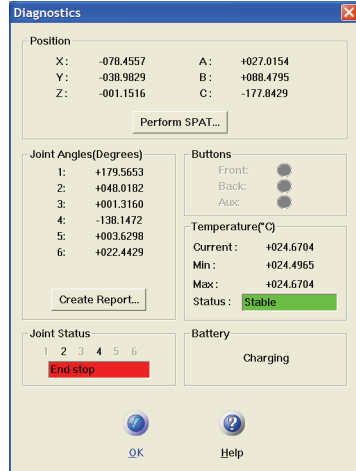 Diagnostics
Position
X: -078.4557 A: +027.0154
Y: -038.9829 B: +088.4795
Z: -001.1516 C: -177.8429
Perform SPAT...
Joint Angles(Degrees)
1: +179.5653
2: +048.0182
3: +001.3160
4: -138.1472
5: +003.6298
6: +022.4429
Create Report...
Buttons
Front:
Back:
Aux:
Temperature(°C)
Current: +024.6704
Min: +024.4965
Max: +024.6704
Status: Stable
Joint Status
1 2 3 4 5 6
End stop
Battery
Charging
OK
Help